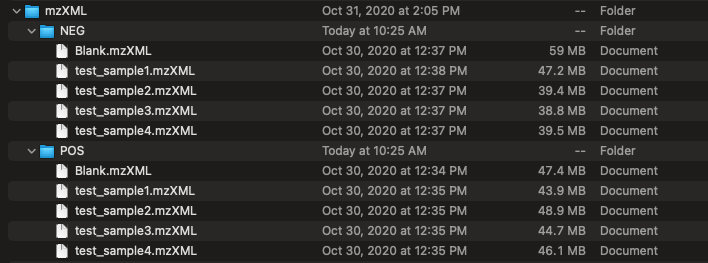 mzXML Oct 31, 2021 at 2:05 PM -- Folder
NEG Today at 10:25 AM -- Folder
Blank.mzXML Oct 30, 2020 at 12:37 PM 59 MB Document
test_sample1.mzXML Oct 30, 2020 at 12:38 PM 47.2 MB Document
test_sample2.mzXML Oct 30, 2020 at 12:37 PM 39.4 MB Document
test_sample3.mzXML Oct 30, 2020 at 12:37 PM 38.8 MB Document
test_sample4.mzXML Oct 30, 2020 at 12:37 PM 39.5 MB Document
POS Today at 10:25 AM -- Folder
Blank.mzXML Oct 30, 2020 at 12:34 PM 47.4 MB Document
test_sample1.mzXML Oct 30, 2020 at 12:35 PM 43.9 MB Document
test_sample2.mzXML Oct 30, 2020 at 12:35 PM 48.9 MB Document
test_sample3.mzXML Oct 30, 2020 at 12:35 PM 44.7 MB Document
test_sample4.mzXML Oct 30, 2020 at 12:35 PM 46.1 MB Document